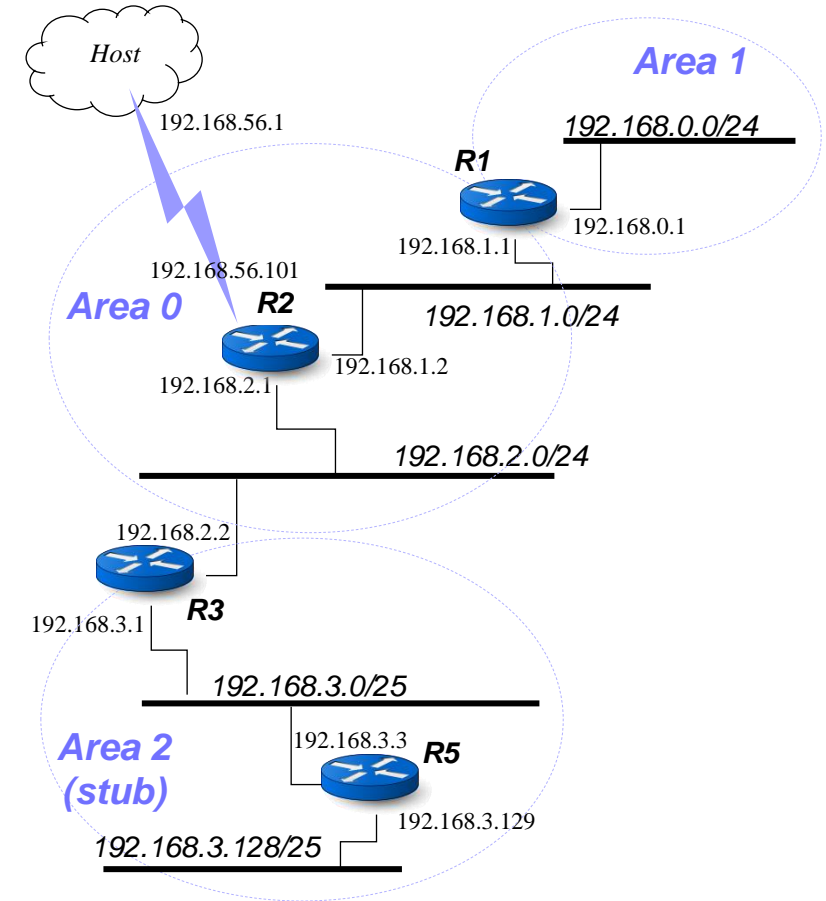 Host
Area 1
192.168.56.1
192.168.0.0/24
R1
192.168.0.1
192.168.1.1
192.168.56.101
Area 0
R2
192.168.1.0/24
192.168.1.2
192.168.2.1
192.168.2.0/24
192.168.2.2
R3
192.168.3.1
192.168.3.0/25
Area 2
(stub)
192.168.3.3
R5
192.168.3.129
192.168.3.128/25